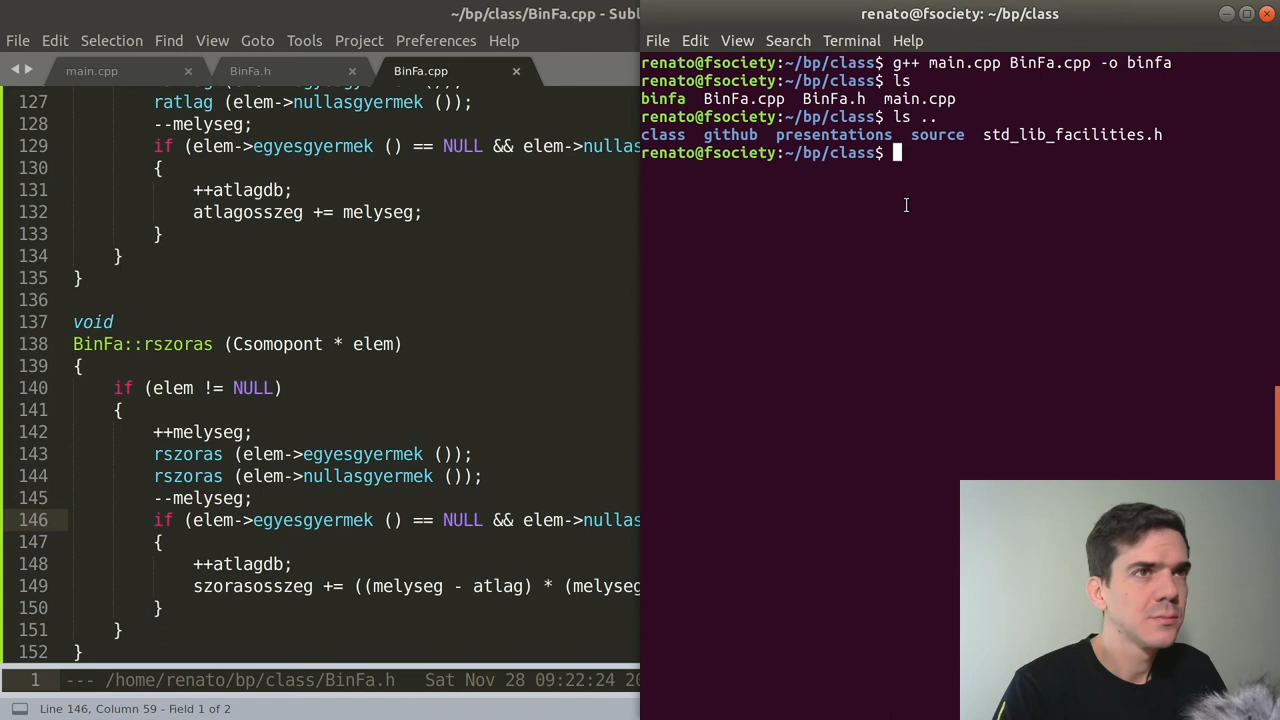 ~/bp/class/BinFa.cpp - Subl
File Edit Selection Find View Goto Tools Project Preferences Help
main.cpp × BinFa.h × BinFa.cpp ×
127 ratlag (elem->nullasgyermek ());
128 --melyseg;
129 if (elem->egyesgyermek () == NULL && elem->nullas
130 {
131 ++atlagdb;
132 atlagosszeg += melyseg;
133 }
134 }
135 }
136
137 void
138 BinFa::rszoras (Csomopont * elem)
139 {
140 if (elem != NULL)
141 {
142 ++melyseg;
143 rszoras (elem->egyesgyermek ());
144 rszoras (elem->nullasgyermek ());
145 --melyseg;
146 if (elem->egyesgyermek () == NULL && elem->nullas
147 {
148 ++atlagdb;
149 szorasosszeg += ((melyseg - atlag) * (melyseg
150 }
151 }
152 }
1 --- /home/renato/bp/class/BinFa.h Sat Nov 28 09:22:24 20
Line 146, Column 59 - Field 1 of 2
renato@fsociety: ~/bp/class
File Edit View Search Terminal Help
renato@fsociety:~/bp/class$ g++ main.cpp BinFa.cpp -o binfa
renato@fsociety:~/bp/class$ ls
binfa BinFa.cpp BinFa.h main.cpp
renato@fsociety:~/bp/class$ ls ..
class github presentations source std_lib_facilities.h
renato@fsociety:~/bp/class$